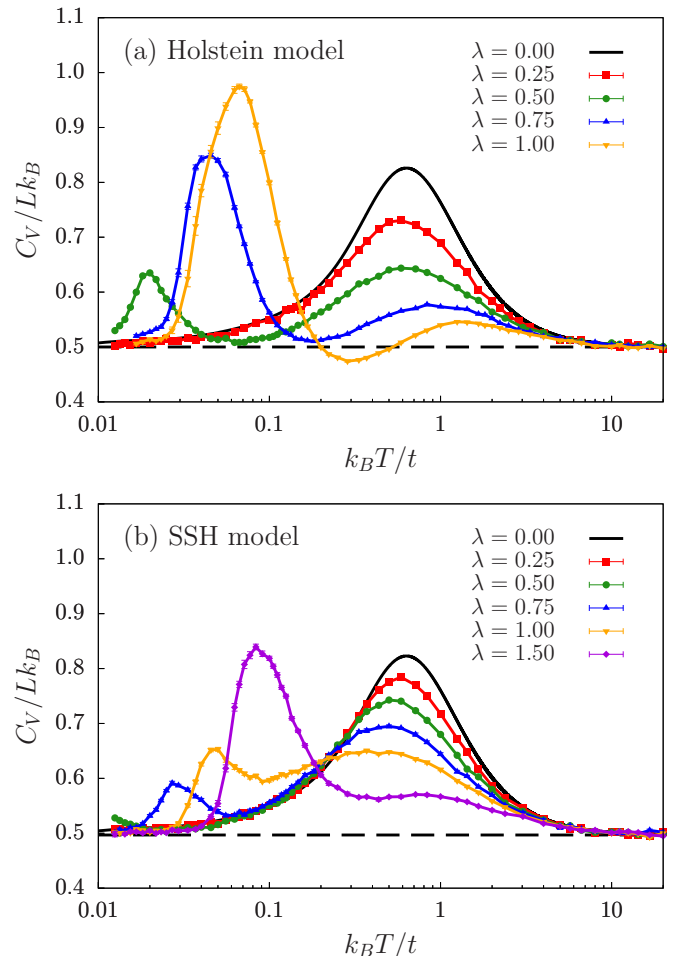 (a) Holstein model
λ = 0.00
λ = 0.25
λ = 0.50
λ = 0.75
λ = 1.00
C_V/Lk_B
1.1
1.0
0.9
0.8
0.7
0.6
0.5
0.4
0.01 0.1 1 10
k_BT/t
(b) SSH model
λ = 0.00
λ = 0.25
λ = 0.50
λ = 0.75
λ = 1.00
λ = 1.50
C_V/Lk_B
1.1
1.0
0.9
0.8
0.7
0.6
0.5
0.4
0.01 0.1 1 10
k_BT/t